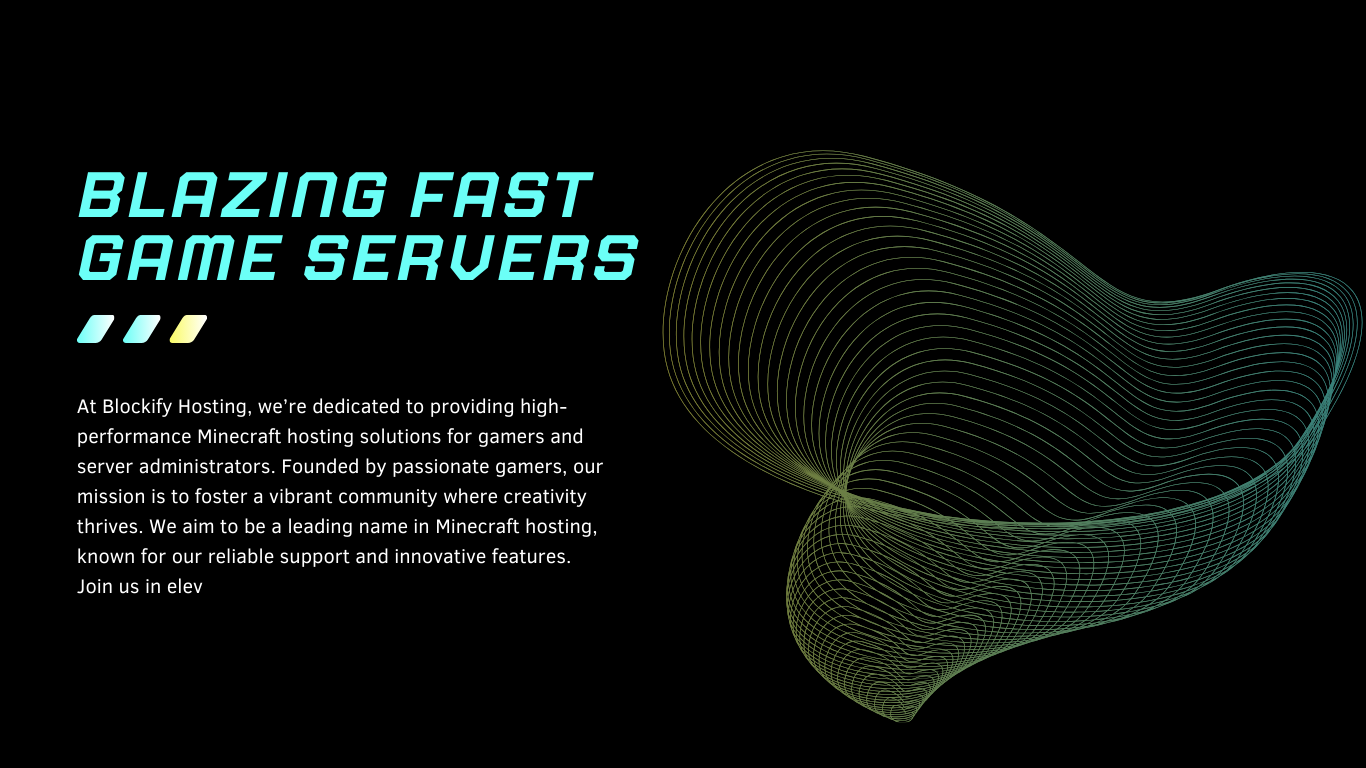 BLAZING FAST
GAME SERVERS
At Blockify Hosting, we’re dedicated to providing high-
performance Minecraft hosting solutions for gamers and
server administrators. Founded by passionate gamers, our
mission is to foster a vibrant community where creativity
thrives. We aim to be a leading name in Minecraft hosting,
known for our reliable support and innovative features.
Join us in elev